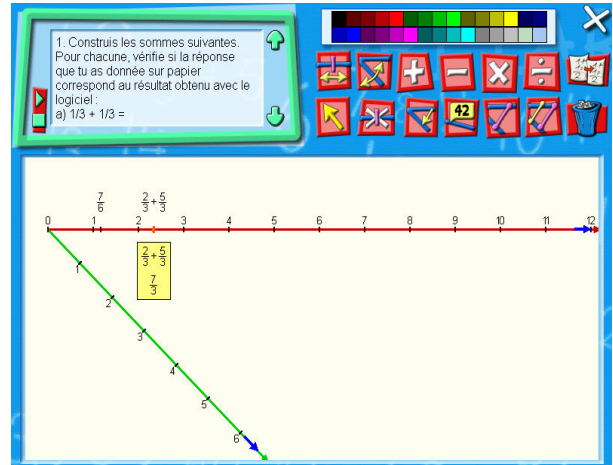 1. Construis les sommes suivantes.
Pour chacune, vérifie si la réponse
que tu as donnée sur papier
correspond au résultat obtenu avec le
logiciel :
a) 1/3 + 1/3 =
42
7/6 2/3 + 5/3
0 1 2 3 4 5 6 7 8 9 10 11 12
2/3 + 5/3
7/3
1
2
3
4
5
6